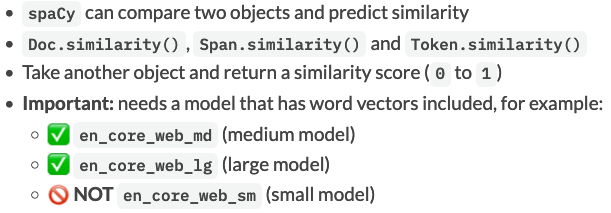 • spaCy can compare two objects and predict similarity
• Doc.similarity() , Span.similarity() and Token.similarity()
• Take another object and return a similarity score ( 0 to 1 )
• Important: needs a model that has word vectors included, for example:
◦ ✅ en_core_web_md (medium model)
◦ ✅ en_core_web_lg (large model)
◦ 🚫 NOT en_core_web_sm (small model)